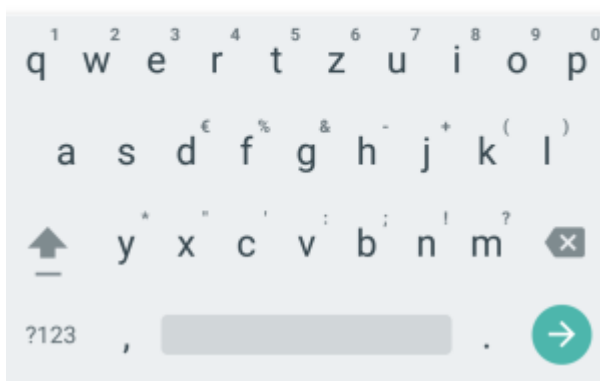 1 2 3 4 5 6 7 8 9 0
q w e r t z u i o p
€ % & - + ( )
a s d f g h j k l
* " ' : ; ! ?
y x c v b n m
?123 , .